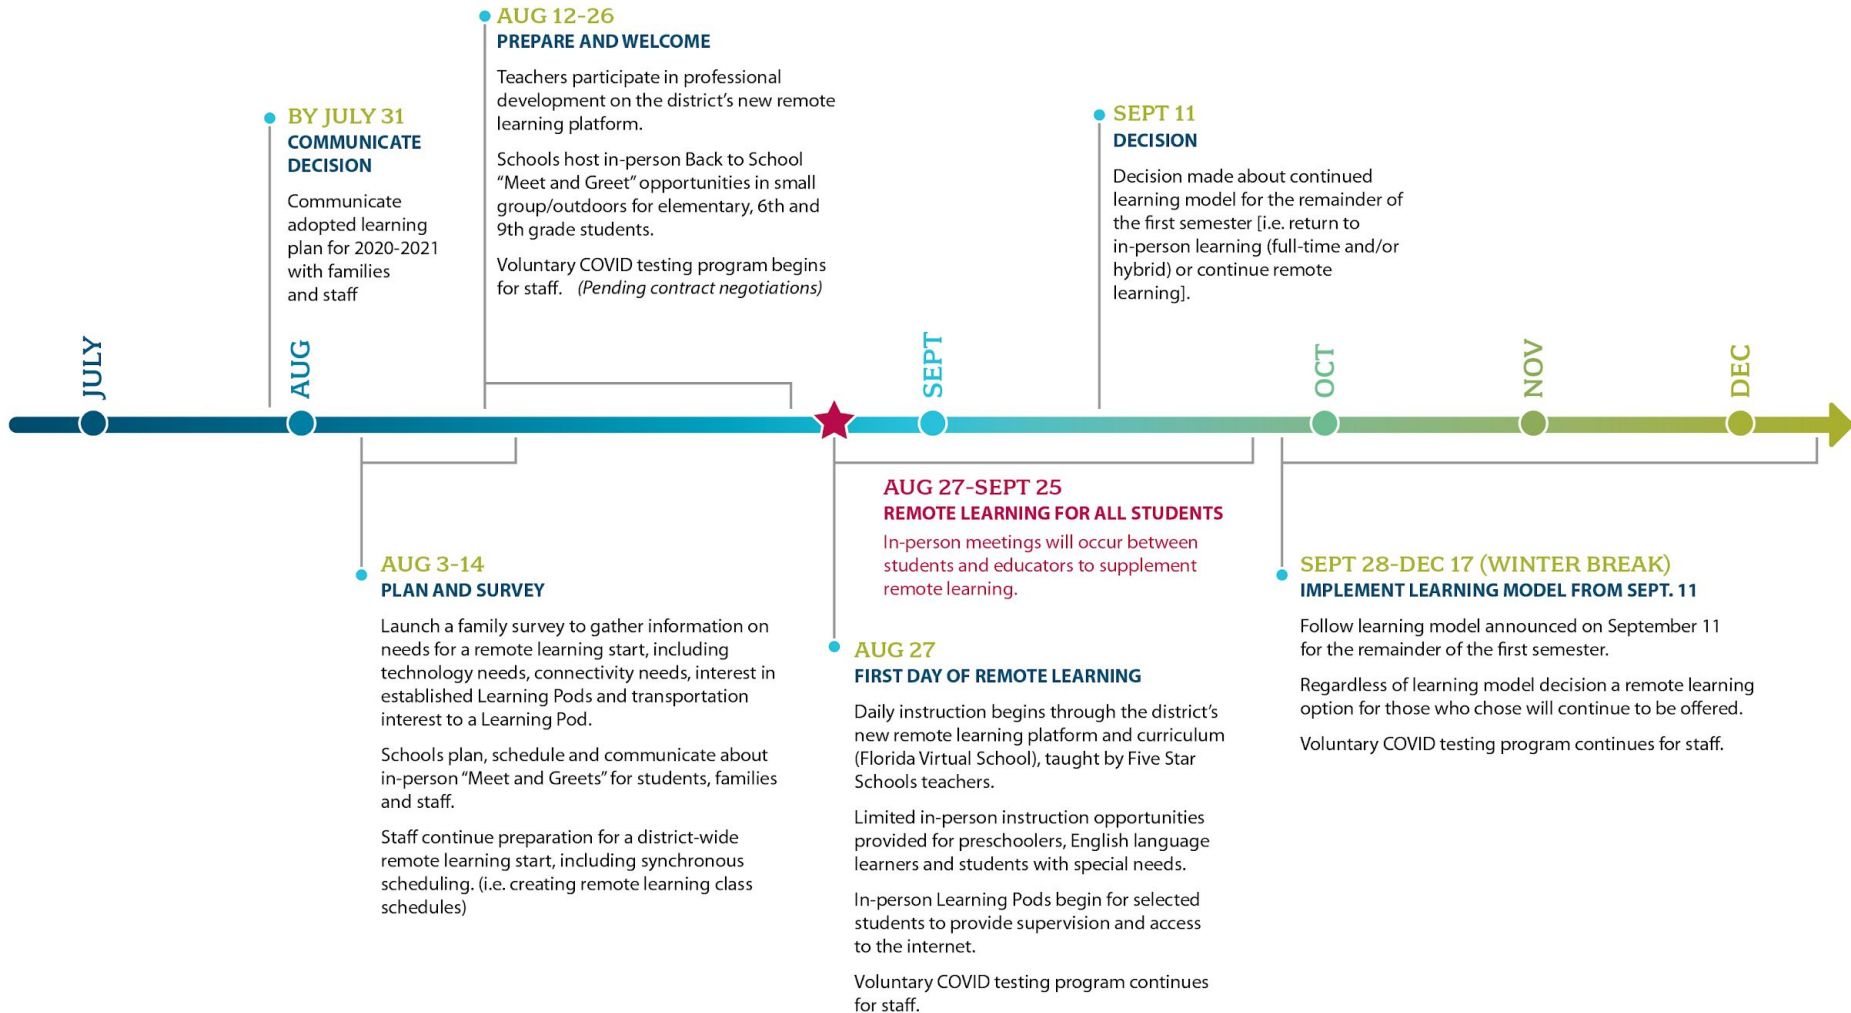 AUG 12-26
PREPARE AND WELCOME
Teachers participate in professional
development on the district's new remote
learning platform.
Schools host in-person Back to School
“Meet and Greet” opportunities in small
group/outdoors for elementary, 6th and
9th grade students.
Voluntary COVID testing program begins
for staff. (Pending contract negotiations)
BY JULY 31
COMMUNICATE
DECISION
Communicate
adopted learning
plan for 2020-2021
with families
and staff
SEPT 11
DECISION
Decision made about continued
learning model for the remainder of
the first semester [i.e. return to
in-person learning (full-time and/or
hybrid) or continue remote
learning].
JULY
AUG
SEPT
OCT
NOV
DEC
AUG 3-14
PLAN AND SURVEY
Launch a family survey to gather information on
needs for a remote learning start, including
technology needs, connectivity needs, interest in
established Learning Pods and transportation
interest to a Learning Pod.
Schools plan, schedule and communicate about
in-person “Meet and Greets” for students, families
and staff.
Staff continue preparation for a district-wide
remote learning start, including synchronous
scheduling. (i.e. creating remote learning class
schedules)
AUG 27-SEPT 25
REMOTE LEARNING FOR ALL STUDENTS
In-person meetings will occur between
students and educators to supplement
remote learning.
AUG 27
FIRST DAY OF REMOTE LEARNING
Daily instruction begins through the district's
new remote learning platform and curriculum
(Florida Virtual School), taught by Five Star
Schools teachers.
Limited in-person instruction opportunities
provided for preschoolers, English language
learners and students with special needs.
In-person Learning Pods begin for selected
students to provide supervision and access
to the internet.
Voluntary COVID testing program continues
for staff.
SEPT 28-DEC 17 (WINTER BREAK)
IMPLEMENT LEARNING MODEL FROM SEPT. 11
Follow learning model announced on September 11
for the remainder of the first semester.
Regardless of learning model decision a remote learning
option for those who chose will continue to be offered.
Voluntary COVID testing program continues for staff.